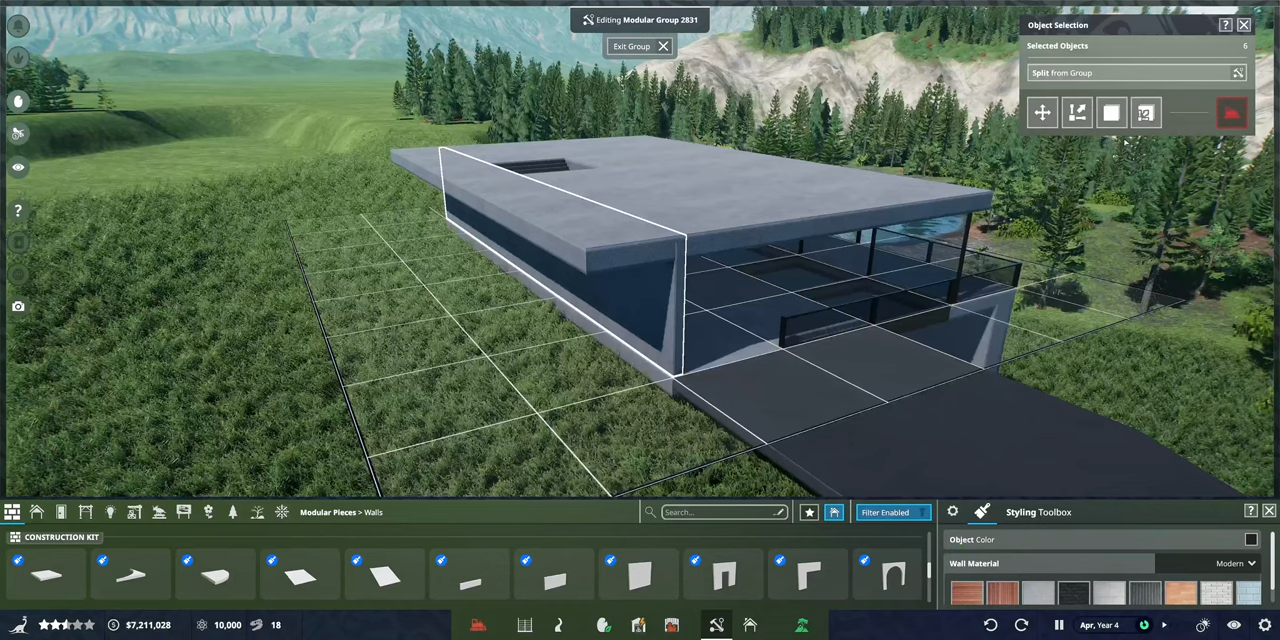 Editing Modular Group 2831
Exit Group
Object Selection
?
Selected Objects 6
Split from Group
?
Modular Pieces > Walls
Search...
Filter Enabled
Styling Toolbox
?
CONSTRUCTION KIT
Object Color
Wall Material Modern
$7,211,028
10,000
18
Apr, Year 4